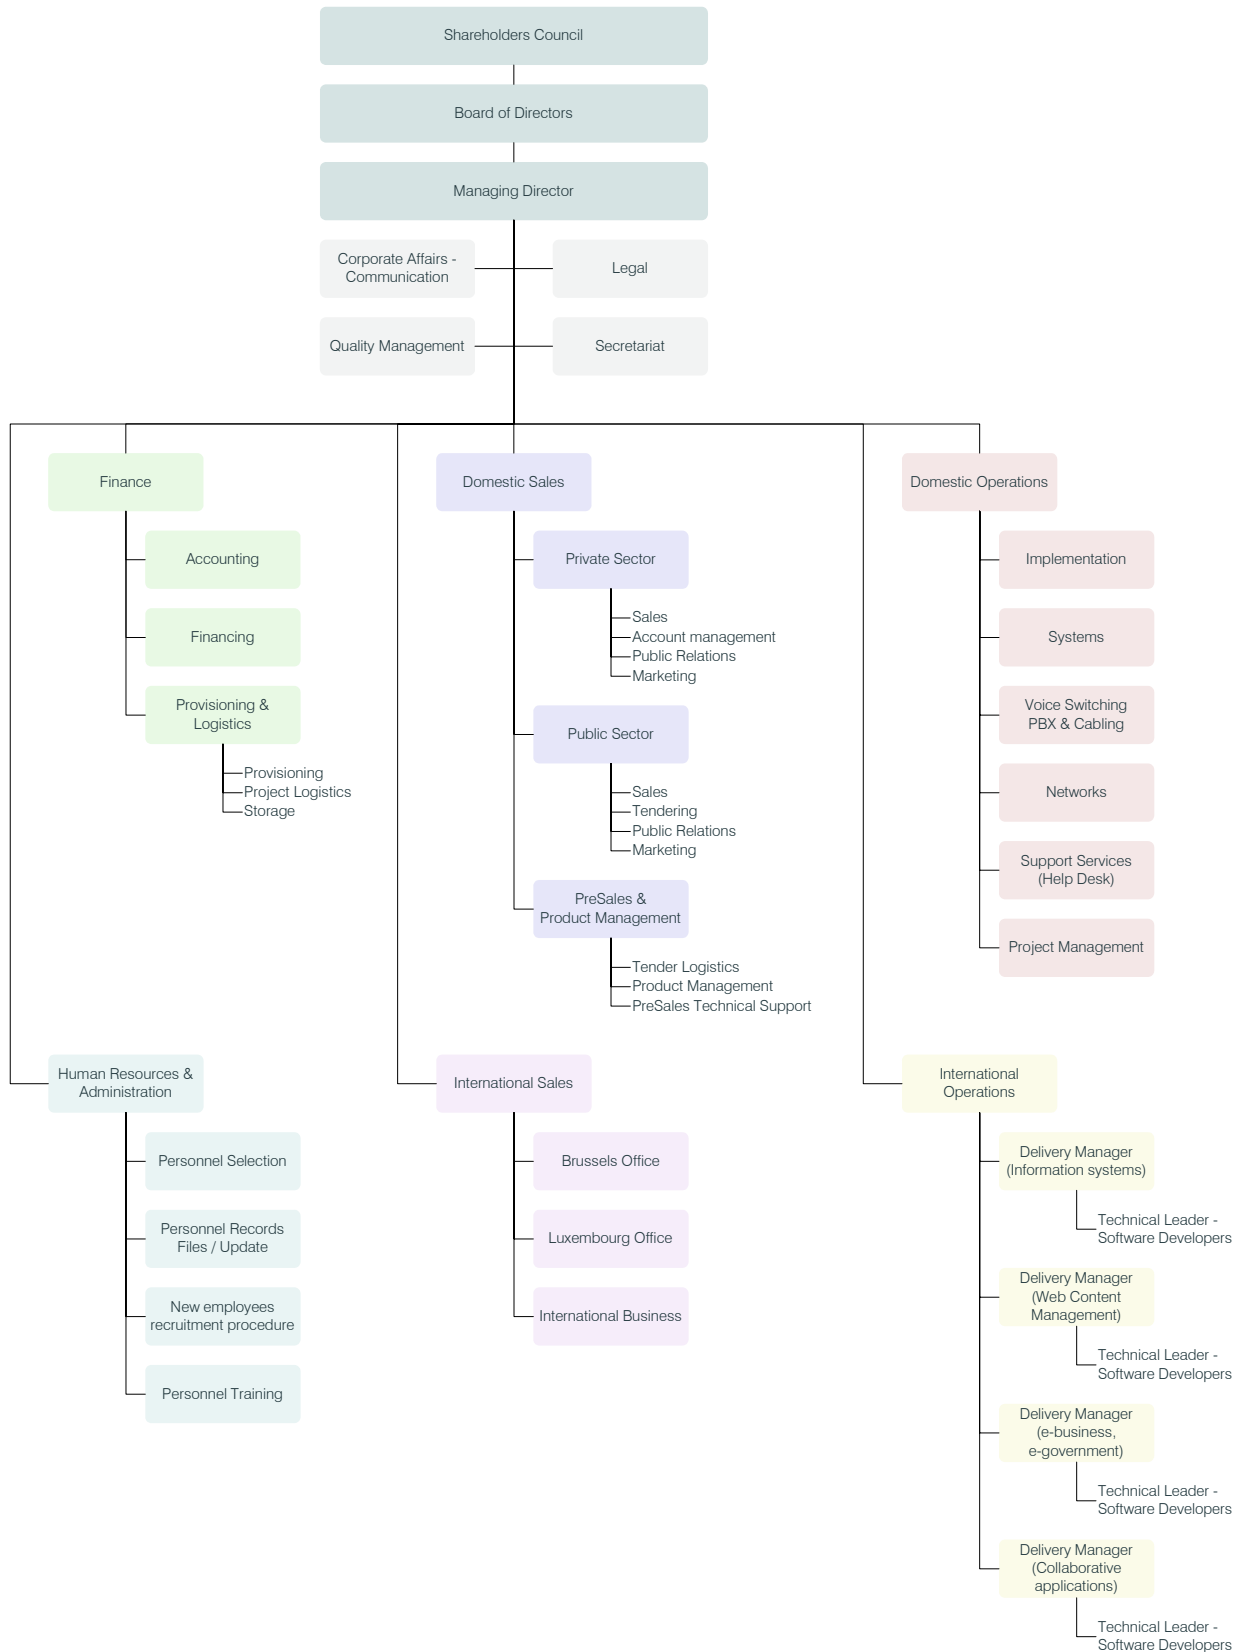 Shareholders Council
Board of Directors
Managing Director
Corporate Affairs -
Communication
Legal
Quality Management
Secretariat
Finance
Accounting
Financing
Provisioning &
Logistics
Provisioning
Project Logistics
Storage
Domestic Sales
Private Sector
Sales
Account management
Public Relations
Marketing
Public Sector
Sales
Tendering
Public Relations
Marketing
PreSales &
Product Management
Tender Logistics
Product Management
PreSales Technical Support
Domestic Operations
Implementation
Systems
Voice Switching
PBX & Cabling
Networks
Support Services
(Help Desk)
Project Management
Human Resources &
Administration
Personnel Selection
Personnel Records
Files / Update
New employees
recruitment procedure
Personnel Training
International Sales
Brussels Office
Luxembourg Office
International Business
International
Operations
Delivery Manager
(Information systems)
Technical Leader -
Software Developers
Delivery Manager
(Web Content
Management)
Technical Leader -
Software Developers
Delivery Manager
(e-business,
e-government)
Technical Leader -
Software Developers
Delivery Manager
(Collaborative
applications)
Technical Leader -
Software Developers